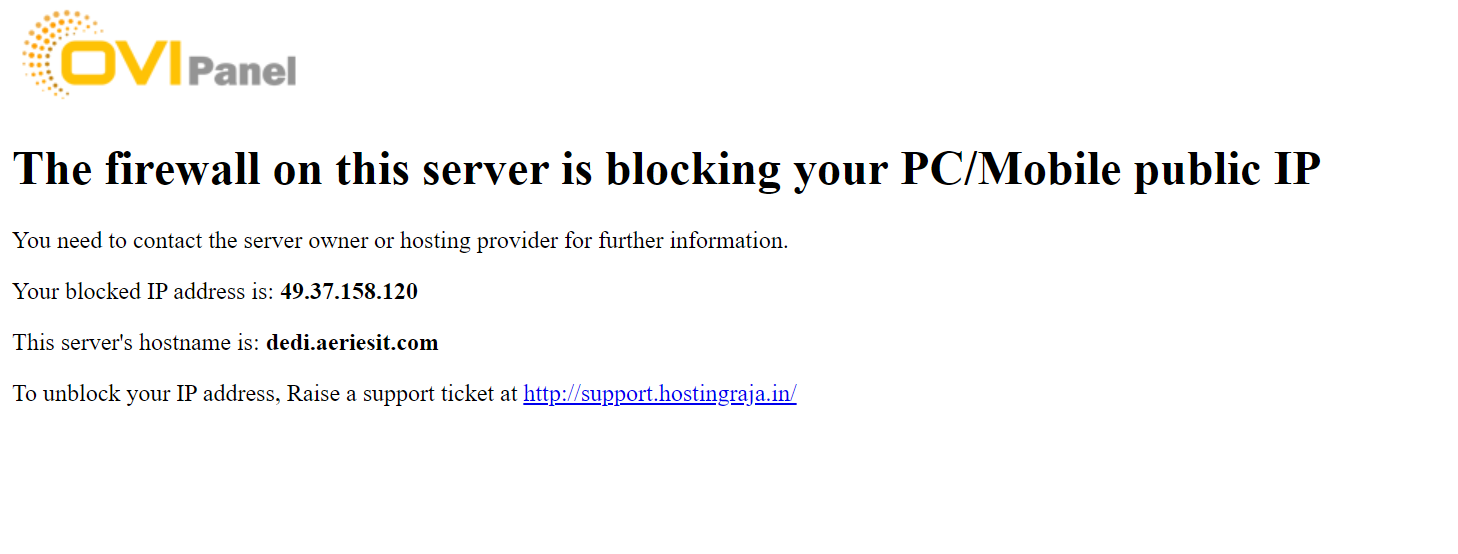 OVI Panel
The firewall on this server is blocking your PC/Mobile public IP
You need to contact the server owner or hosting provider for further information.
Your blocked IP address is: 49.37.158.120
This server's hostname is: dedi.aeriesit.com
To unblock your IP address, Raise a support ticket at http://support.hostingraja.in/